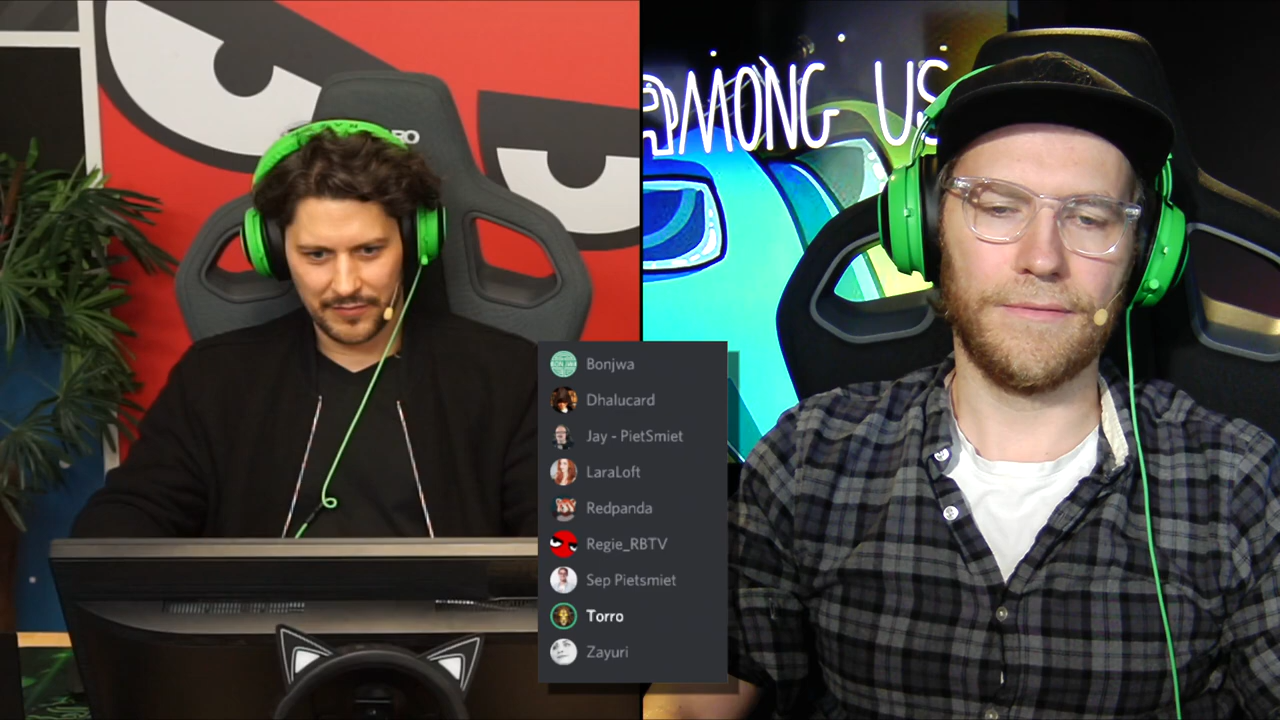 AMONG US
Bonjwa
Dhalucard
Jay - PietSmiet
LaraLoft
Redpanda
Regie_RBTV
Sep Pietsmiet
Torro
Zayuri